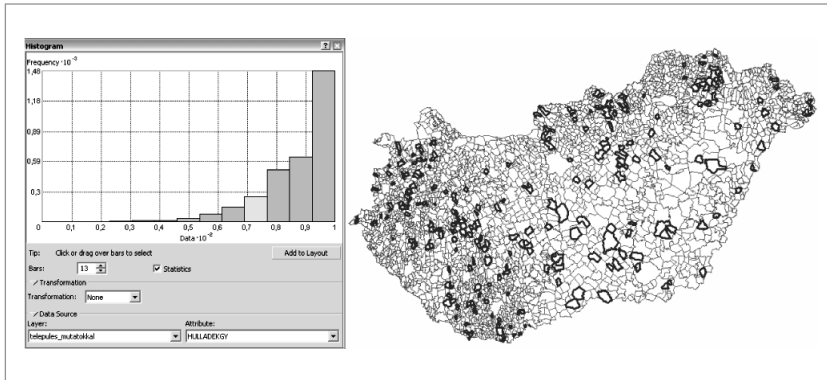 Histogram
Frequency·10⁻³
1,48
1,18
0,89
0,59
0,3
0 0,1 0,2 0,3 0,4 0,5 0,6 0,7 0,8 0,9 1
Data·10⁻²
Tip: Click or drag over bars to select
Add to Layout
Bars: 13
Statistics
Transformation
Transformation: None
Data Source
Layer: Attribute:
telepules_mutatokkal HULLADEKGY